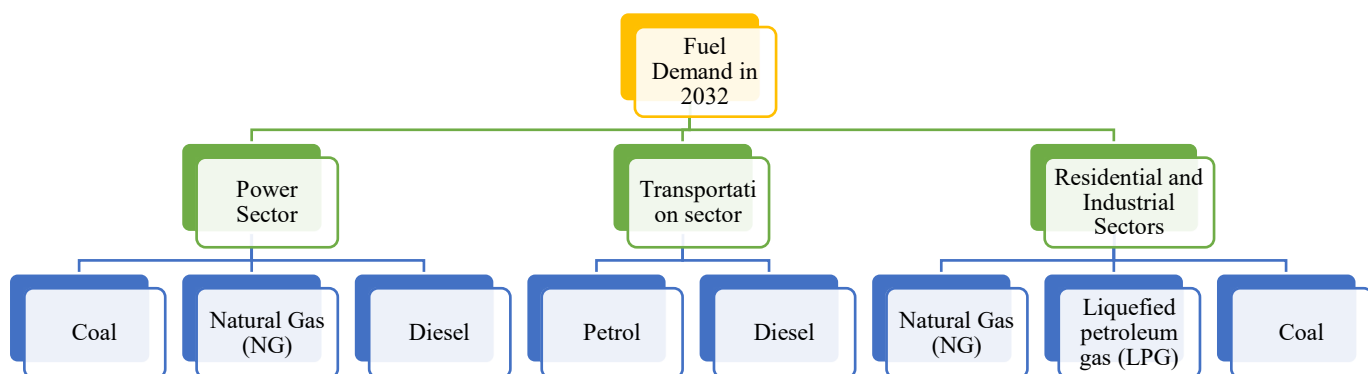 Fuel
Demand in
2032
Power
Sector
Transportati
on sector
Residential and
Industrial
Sectors
Coal
Natural Gas
(NG)
Diesel
Petrol
Diesel
Natural Gas
(NG)
Liquefied
petroleum
gas (LPG)
Coal